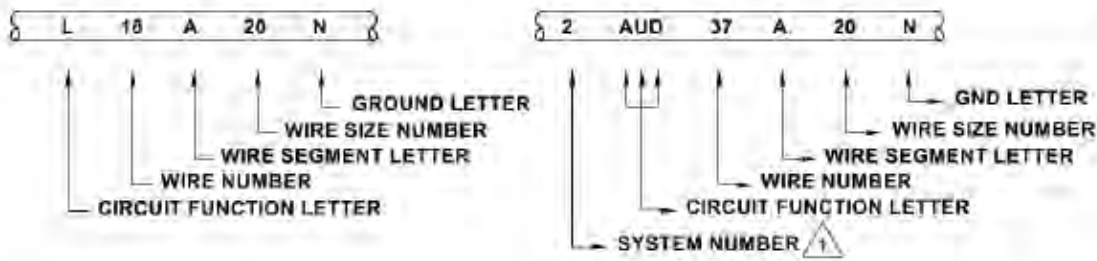 L 16 A 20 N
GROUND LETTER
WIRE SIZE NUMBER
WIRE SEGMENT LETTER
WIRE NUMBER
CIRCUIT FUNCTION LETTER
2 AUD 37 A 20 N
GND LETTER
WIRE SIZE NUMBER
WIRE SEGMENT LETTER
WIRE NUMBER
CIRCUIT FUNCTION LETTER
SYSTEM NUMBER 1